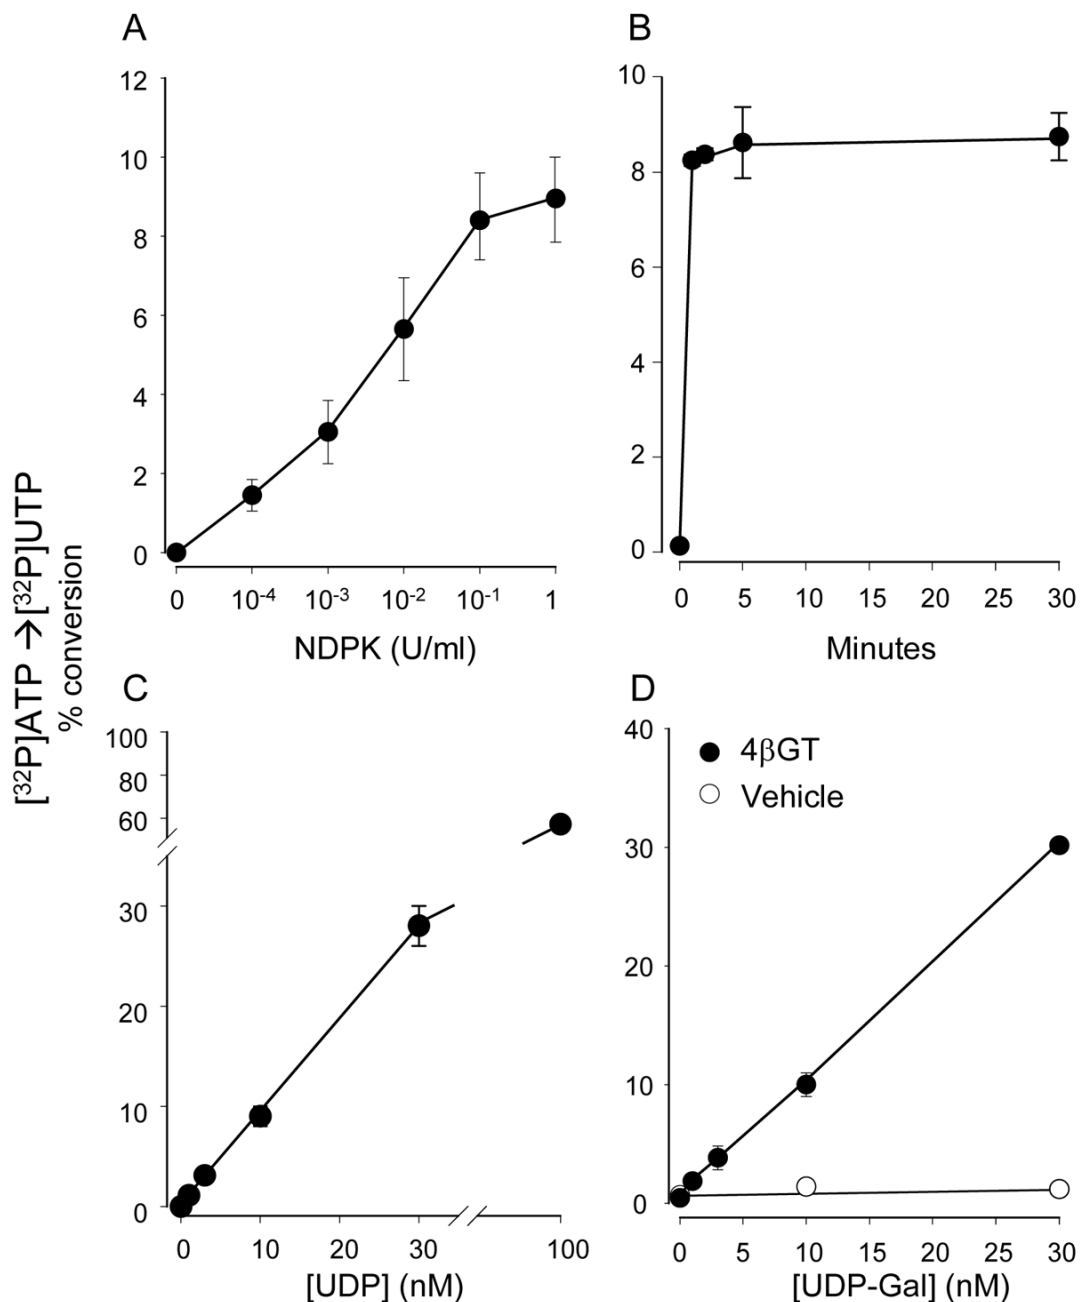 A
12
10
8
6
4
2
0
0 10⁻⁴ 10⁻³ 10⁻² 10⁻¹ 1
NDPK (U/ml)
B
10
8
6
4
2
0
0 5 10 15 20 25 30
Minutes
[³²P]ATP →[³²P]UTP
% conversion
C
100
80
60
30
20
10
0
0 10 20 30 100
[UDP] (nM)
D
40
30
20
10
0
4βGT
Vehicle
0 5 10 15 20 25 30
[UDP-Gal] (nM)